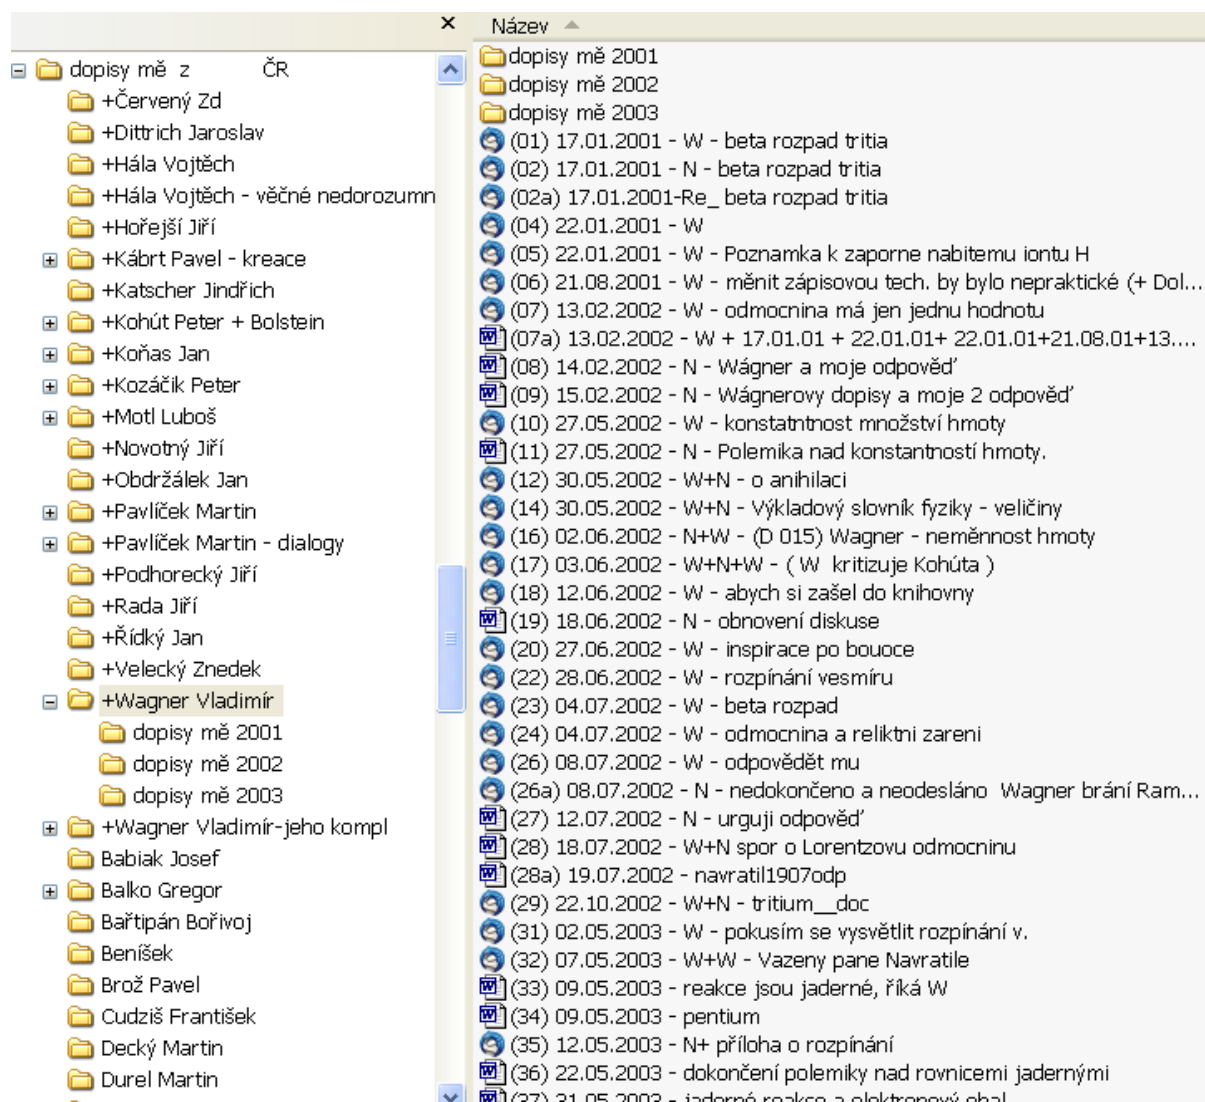 dopisy mě z ČR
+Červený Zd
+Dittrich Jaroslav
+Hála Vojtěch
+Hála Vojtěch - věčné nedorozumn
+Hořejší Jiří
+Kábrt Pavel - kreace
+Katscher Jindřich
+Kohút Peter + Bolstein
+Koňas Jan
+Kozáčik Peter
+Motl Luboš
+Novotný Jiří
+Obdržálek Jan
+Pavlíček Martin
+Pavlíček Martin - dialogy
+Podhorecký Jiří
+Rada Jiří
+Řídký Jan
+Velecký Znedek
+Wagner Vladimír
dopisy mě 2001
dopisy mě 2002
dopisy mě 2003
+Wagner Vladimír-jeho kompl
Babiak Josef
Balko Gregor
Bařtipán Bořivoj
Beníšek
Brož Pavel
Cudziš František
Decký Martin
Durel Martin
Název
dopisy mě 2001
dopisy mě 2002
dopisy mě 2003
(01) 17.01.2001 - W - beta rozpad tritia
(02) 17.01.2001 - N - beta rozpad tritia
(02a) 17.01.2001-Re_ beta rozpad tritia
(04) 22.01.2001 - W
(05) 22.01.2001 - W - Poznamka k zaporne nabitemu iontu H
(06) 21.08.2001 - W - měnit zápisovou tech. by bylo nepraktické (+ Dol...
(07) 13.02.2002 - W - odmocnina má jen jednu hodnotu
(07a) 13.02.2002 - W + 17.01.01 + 22.01.01+ 22.01.01+21.08.01+13....
(08) 14.02.2002 - N - Wágner a moje odpověď
(09) 15.02.2002 - N - Wágnerovy dopisy a moje 2 odpověď
(10) 27.05.2002 - W - konstatntnost množství hmoty
(11) 27.05.2002 - N - Polemika nad konstantností hmoty.
(12) 30.05.2002 - W+N - o anihilaci
(14) 30.05.2002 - W+N - Výkladový slovník fyziky - veličiny
(16) 02.06.2002 - N+W - (D 015) Wagner - neměnnost hmoty
(17) 03.06.2002 - W+N+W - ( W kritizuje Kohúta )
(18) 12.06.2002 - W - abych si zašel do knihovny
(19) 18.06.2002 - N - obnovení diskuse
(20) 27.06.2002 - W - inspirace po bouoce
(22) 28.06.2002 - W - rozpínání vesmíru
(23) 04.07.2002 - W - beta rozpad
(24) 04.07.2002 - W - odmocnina a reliktni zareni
(26) 08.07.2002 - W - odpovědět mu
(26a) 08.07.2002 - N - nedokončeno a neodesláno Wagner brání Ram...
(27) 12.07.2002 - N - urguji odpověď
(28) 18.07.2002 - W+N spor o Lorentzovu odmocninu
(28a) 19.07.2002 - navratil1907odp
(29) 22.10.2002 - W+N - tritium__doc
(31) 02.05.2003 - W - pokusím se vysvětlit rozpínání v.
(32) 07.05.2003 - W+W - Vazeny pane Navratile
(33) 09.05.2003 - reakce jsou jaderné, říká W
(34) 09.05.2003 - pentium
(35) 12.05.2003 - N+ příloha o rozpínání
(36) 22.05.2003 - dokončení polemiky nad rovnicemi jadernými
(37) 31.05.2003 - jaderné reakce a elektronový obal